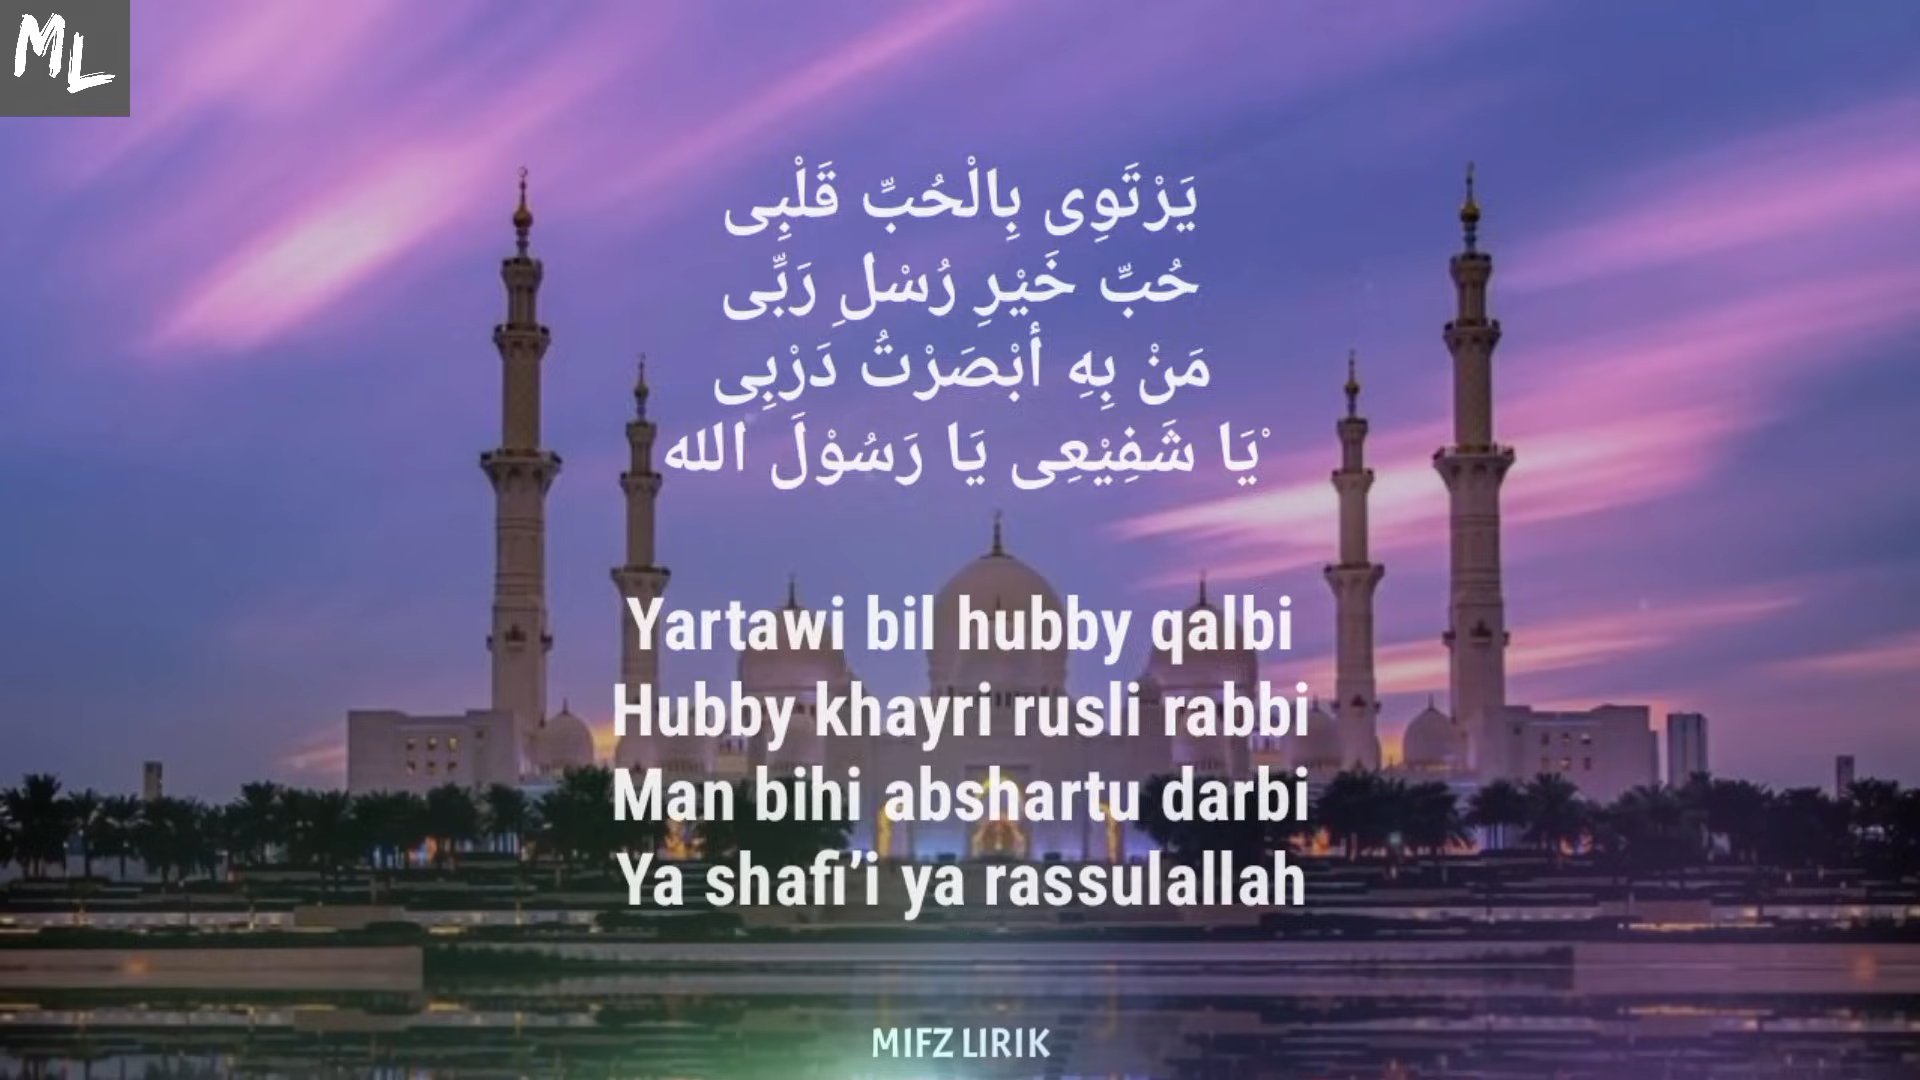 ML
يَرْتَوِى بِالْحُبِّ قَلْبِى
حُبِّ خَيْرِ رُسْلِ رَبِّى
مَنْ بِهِ أبْصَرْتُ دَرْبِى
ْيَا شَفِيْعِى يَا رَسُوْلَ الله
Yartawi bil hubby qalbi
Hubby khayri rusli rabbi
Man bihi abshartu darbi
Ya shafi’i ya rassulallah
MIFZ LIRIK